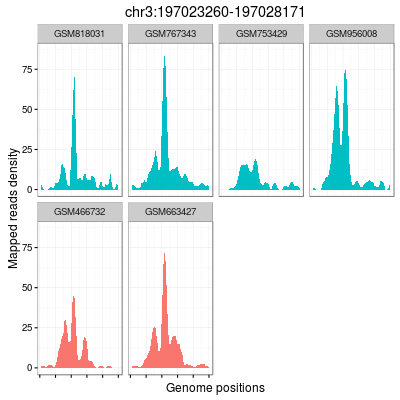 chr3:197023260-197028171
GSM818031 GSM767343 GSM753429 GSM956008
75
50
25
0
GSM466732 GSM663427
75
50
25
0
Mapped reads density
Genome positions